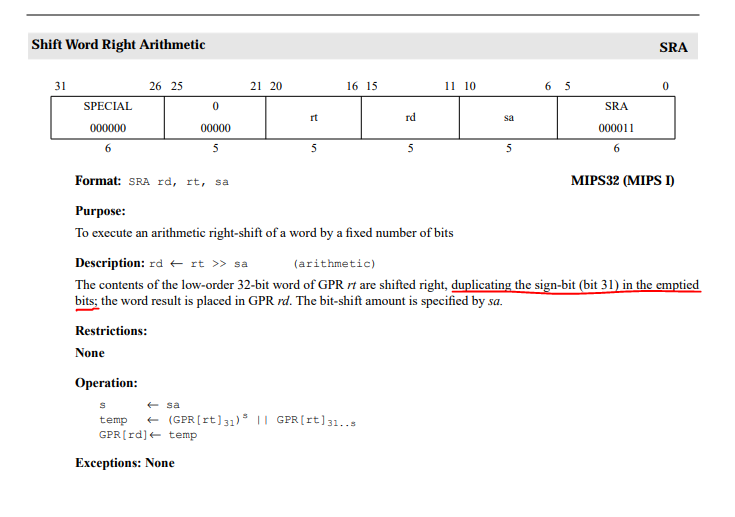 Shift Word Right Arithmetic SRA
31 26 25 21 20 16 15 11 10 6 5 0
SPECIAL 0 rt rd sa SRA
000000 00000 000011
6 5 5 5 5 6
Format: SRA rd, rt, sa MIPS32 (MIPS I)
Purpose:
To execute an arithmetic right-shift of a word by a fixed number of bits
Description: rd ← rt >> sa (arithmetic)
The contents of the low-order 32-bit word of GPR rt are shifted right, duplicating the sign-bit (bit 31) in the emptied
bits; the word result is placed in GPR rd. The bit-shift amount is specified by sa.
Restrictions:
None
Operation:
s ← sa
temp ← (GPR[rt]31)s || GPR[rt]31..s
GPR[rd]← temp
Exceptions: None